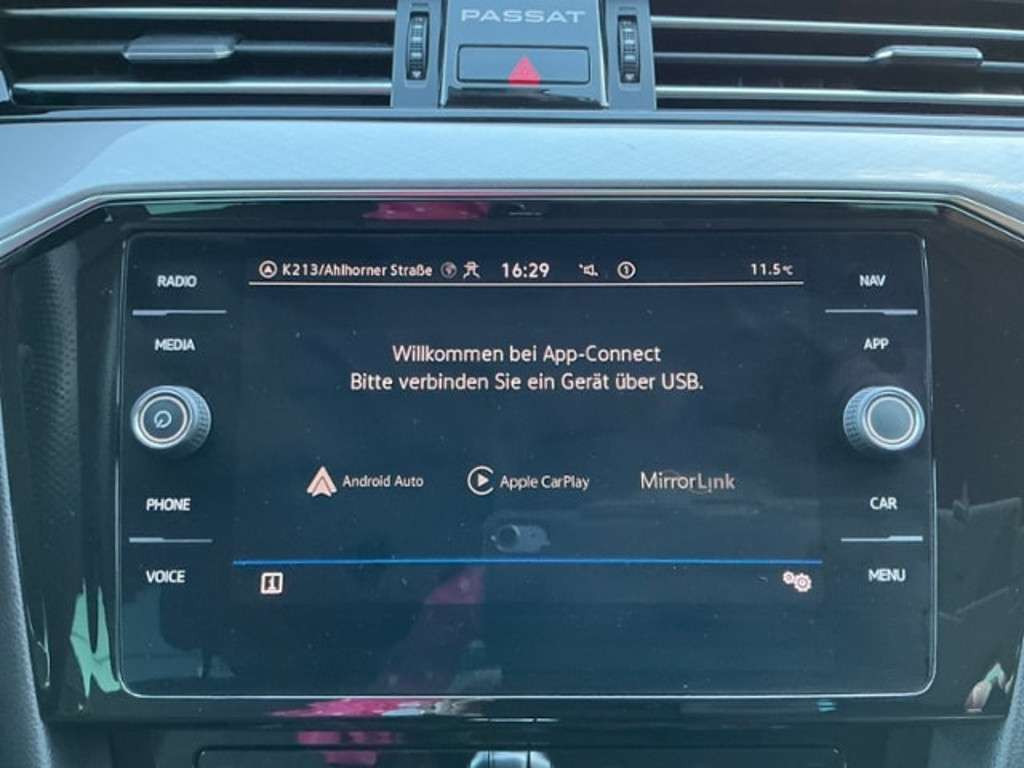 PASSAT
RADIO
MEDIA
PHONE
VOICE
K213/Ahlhorner Straße 16:29 1 11.5°C
Willkommen bei App-Connect
Bitte verbinden Sie ein Gerät über USB.
Android Auto Apple CarPlay MirrorLink
NAV
APP
CAR
MENU